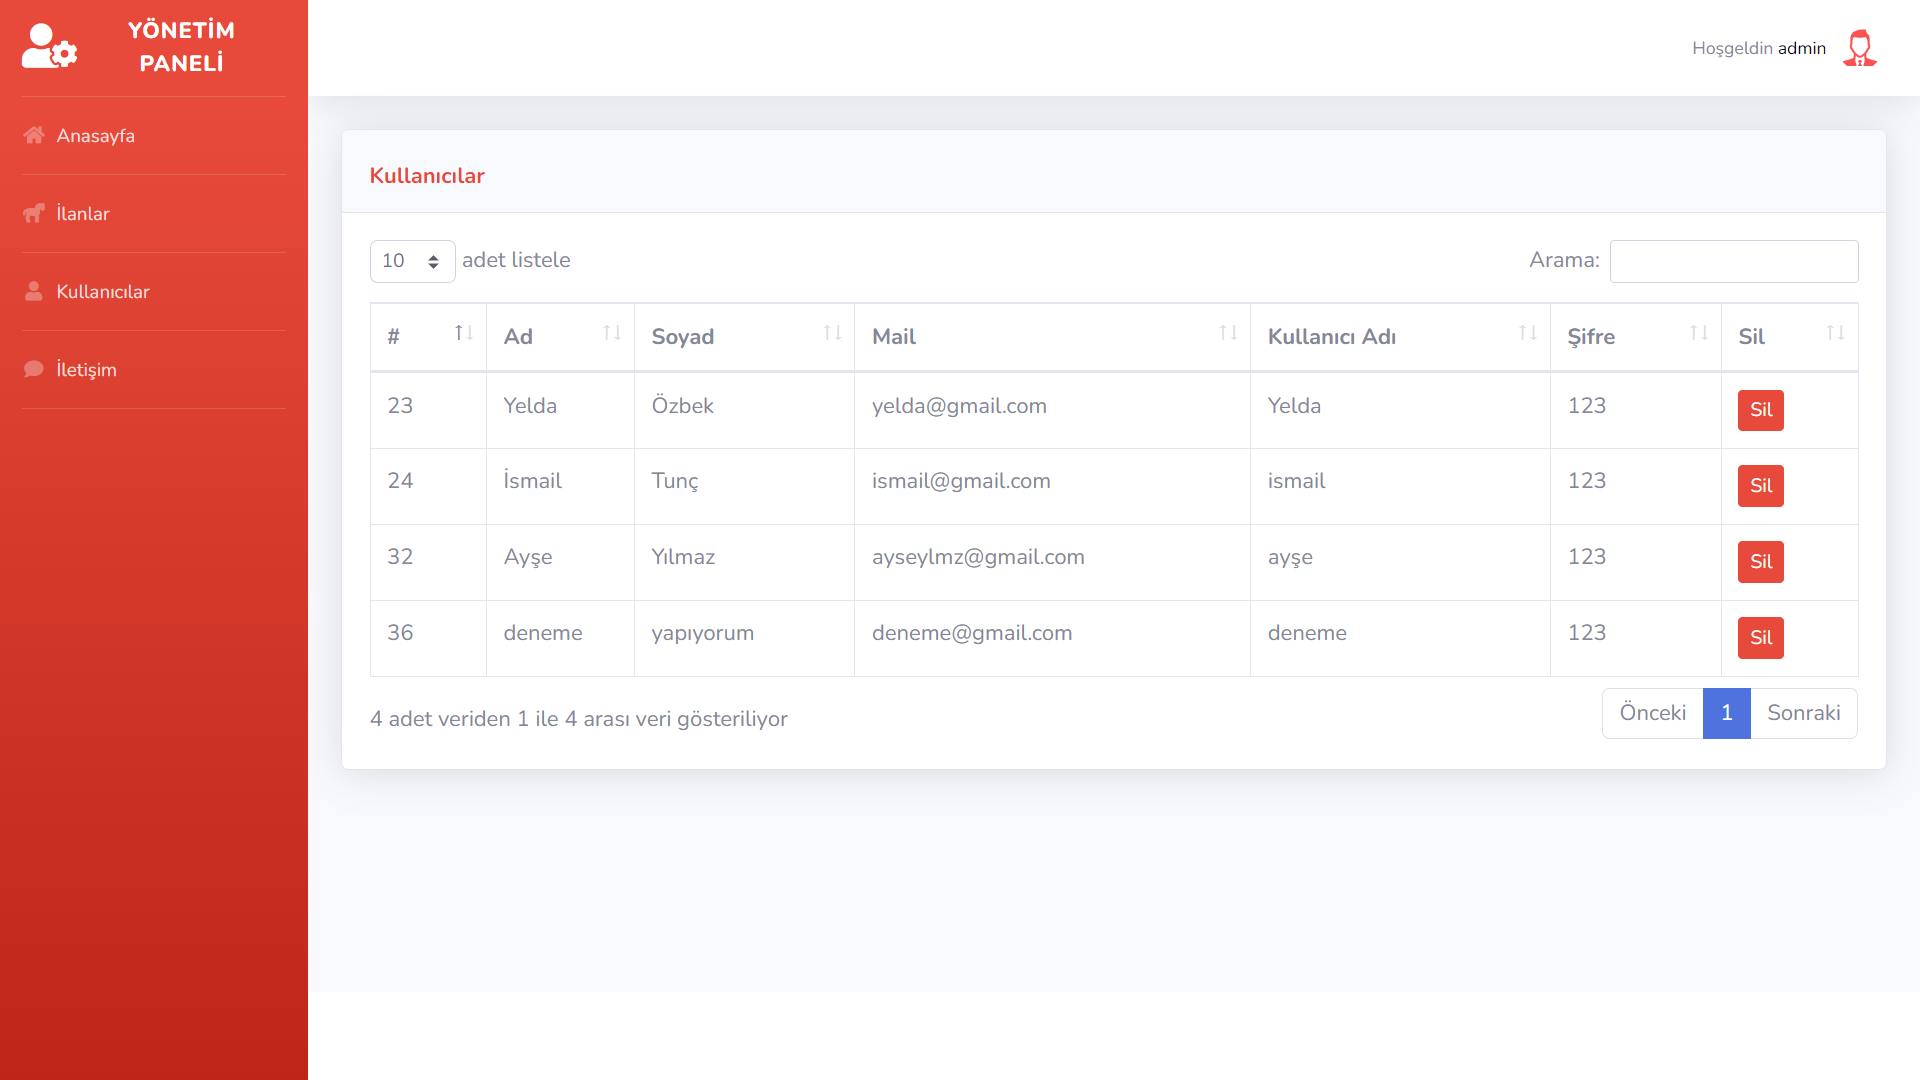 YÖNETİM
PANELİ
Hoşgeldin admin
Anasayfa
İlanlar
Kullanıcılar
İletişim
Kullanıcılar
10 adet listele
Arama:
# Ad Soyad Mail Kullanıcı Adı Şifre Sil
23 Yelda Özbek yelda@gmail.com Yelda 123 Sil
24 İsmail Tunç ismail@gmail.com ismail 123 Sil
32 Ayşe Yılmaz ayseylmz@gmail.com ayşe 123 Sil
36 deneme yapıyorum deneme@gmail.com deneme 123 Sil
4 adet veriden 1 ile 4 arası veri gösteriliyor
Önceki 1 Sonraki